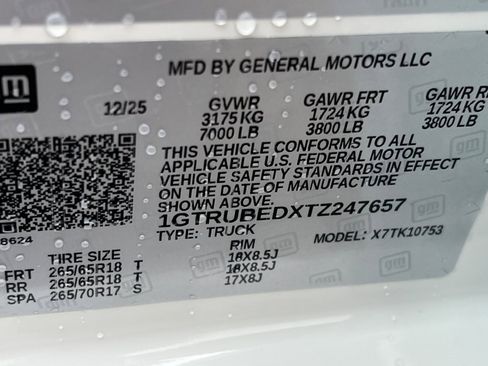 gm
MFD BY GENERAL MOTORS LLC
12/25 GVWR GAWR FRT GAWR
3175 KG 1724 KG 1724 KG
7000 LB 3800 LB 3800 LB
THIS VEHICLE CONFORMS TO ALL
APPLICABLE U.S. FEDERAL MOTOR
VEHICLE SAFETY STANDARDS IN EFFECT
ON THE DATE OF MANUFACTURE
SHOWN ABOVE.
1GTRUBEDXTZ247657
TYPE: TRUCK MODEL: X7TK10753
8624
TIRE SIZE RIM
FRT 265/65R18 T 18X8.5J
RR 265/65R18 T 18X8.5J
SPA 265/70R17 S 17X8J